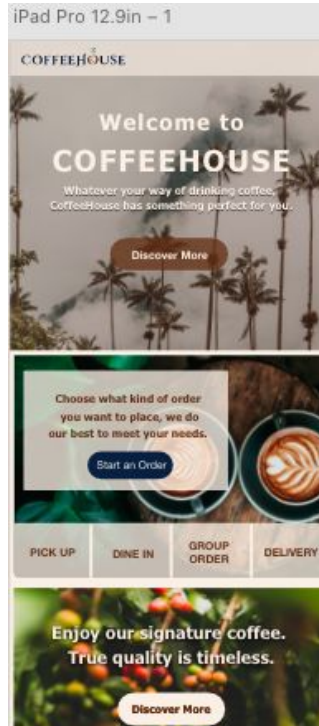 iPad Pro 12.9in – 1
COFFEEHOUSE
Welcome to
COFFEEHOUSE
Whatever your way of drinking coffee,
CoffeeHouse has something perfect for you.
Discover More
Choose what kind of order
you want to place, we do
our best to meet your needs.
Start an Order
PICK UP
DINE IN
GROUP
ORDER
DELIVERY
Enjoy our signature coffee.
True quality is timeless.
Discover More